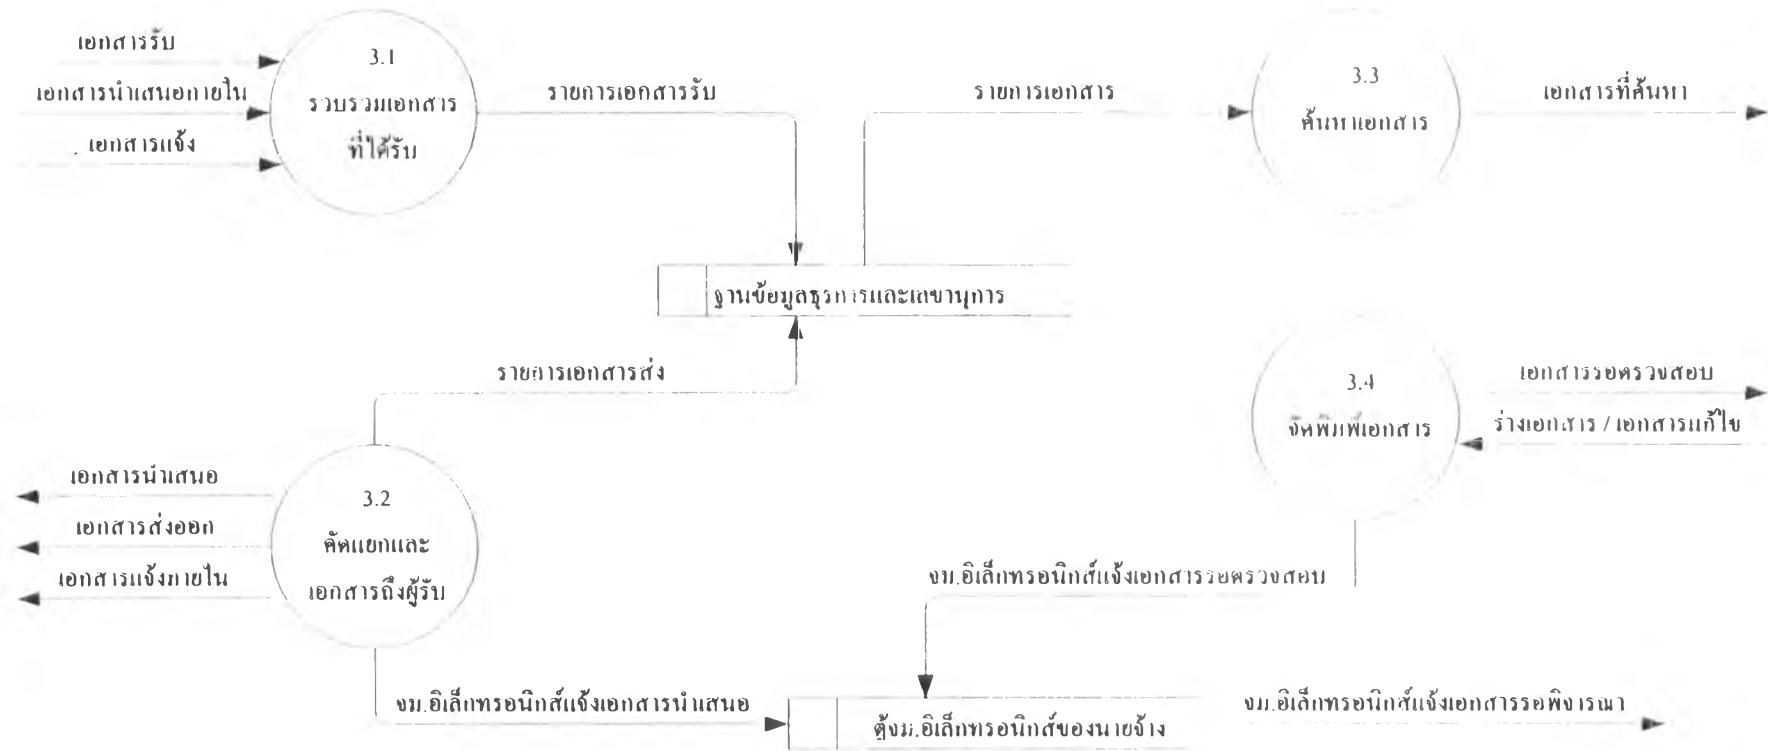 เอกสารรับ
เอกสารนำเสนอภายใน
เอกสารแจ้ง
3.1
รวบรวมเอกสาร
ที่ได้รับ
รายการเอกสารรับ
รายการเอกสาร
3.3
ค้นหาเอกสาร
เอกสารที่ค้นหา
ฐานข้อมูลธุรการและเลขานุการ
รายการเอกสารส่ง
3.4
จัดพิมพ์เอกสาร
เอกสารรอตรวจสอบ
ร่างเอกสาร / เอกสารแก้ไข
เอกสารนำเสนอ
เอกสารส่งออก
เอกสารแจ้งภายใน
3.2
คัดแยกและ
เอกสารถึงผู้รับ
จม.อิเล็กทรอนิกส์แจ้งเอกสารรอตรวจสอบ
จม.อิเล็กทรอนิกส์แจ้งเอกสารนำเสนอ
ตู้จม.อิเล็กทรอนิกส์ของนายจ้าง
จม.อิเล็กทรอนิกส์แจ้งเอกสารรอพิจารณา